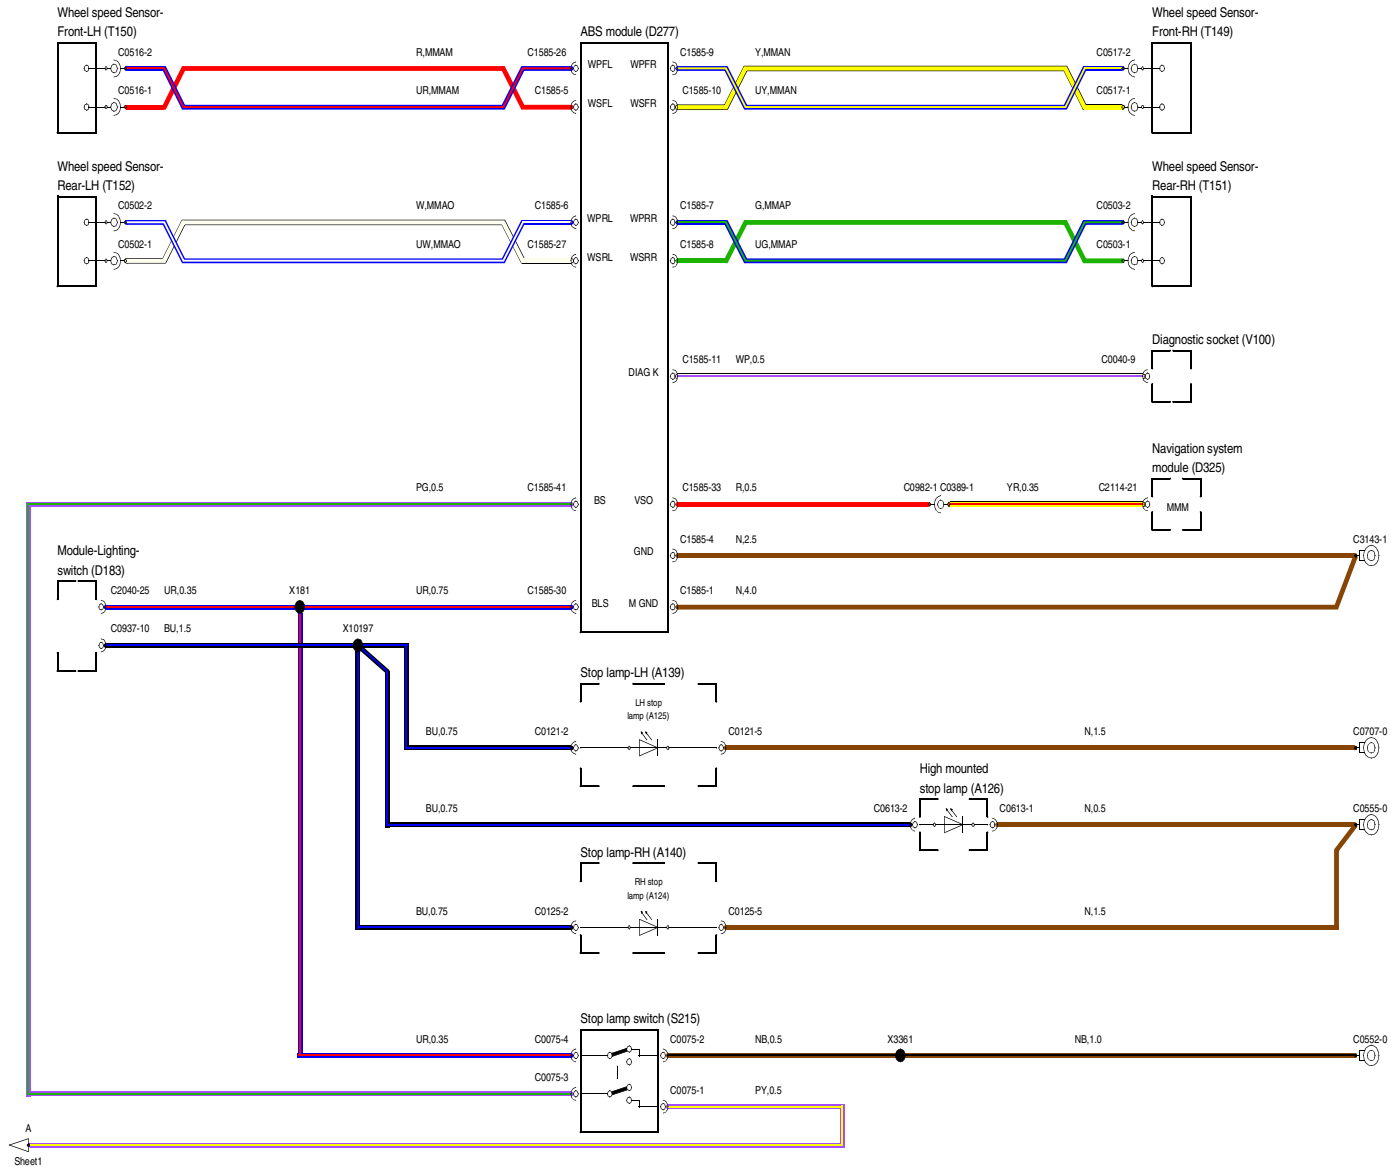 Wheel speed Sensor-
Front-LH (T150)
C0516-2
R,MMAM
C1585-26
C0516-1
UR,MMAM
C1585-5
ABS module (D277)
WPFL
WPFR
WSFL
WSFR
C1585-9
Y,MMAN
C0517-2
C1585-10
UY,MMAN
C0517-1
Wheel speed Sensor-
Front-RH (T149)
Wheel speed Sensor-
Rear-LH (T152)
C0502-2
W,MMAO
C1585-6
C0502-1
UW,MMAO
C1585-27
WPRL
WPRR
WSRL
WSRR
C1585-7
G,MMAP
C0503-2
C1585-8
UG,MMAP
C0503-1
Wheel speed Sensor-
Rear-RH (T151)
DIAG K
C1585-11
WP,0.5
C0040-9
Diagnostic socket (V100)
PG,0.5
C1585-41
BS
VSO
C1585-33
R,0.5
C0982-1
C0389-1
YR,0.35
C2114-21
Navigation system
module (D325)
MMM
GND
C1585-4
N,2.5
C3143-1
Module-Lighting-
switch (D183)
C2040-25
UR,0.35
X181
UR,0.75
C1585-30
BLS
M GND
C1585-1
N,4.0
C0937-10
BU,1.5
X10197
Stop lamp-LH (A139)
LH stop
lamp (A125)
BU,0.75
C0121-2
C0121-5
N,1.5
C0707-0
High mounted
stop lamp (A126)
BU,0.75
C0613-2
C0613-1
N,0.5
C0555-0
Stop lamp-RH (A140)
RH stop
lamp (A124)
BU,0.75
C0125-2
C0125-5
N,1.5
Stop lamp switch (S215)
UR,0.35
C0075-4
C0075-2
NB,0.5
X3361
NB,1.0
C0552-0
C0075-3
C0075-1
PY,0.5
A
Sheet1